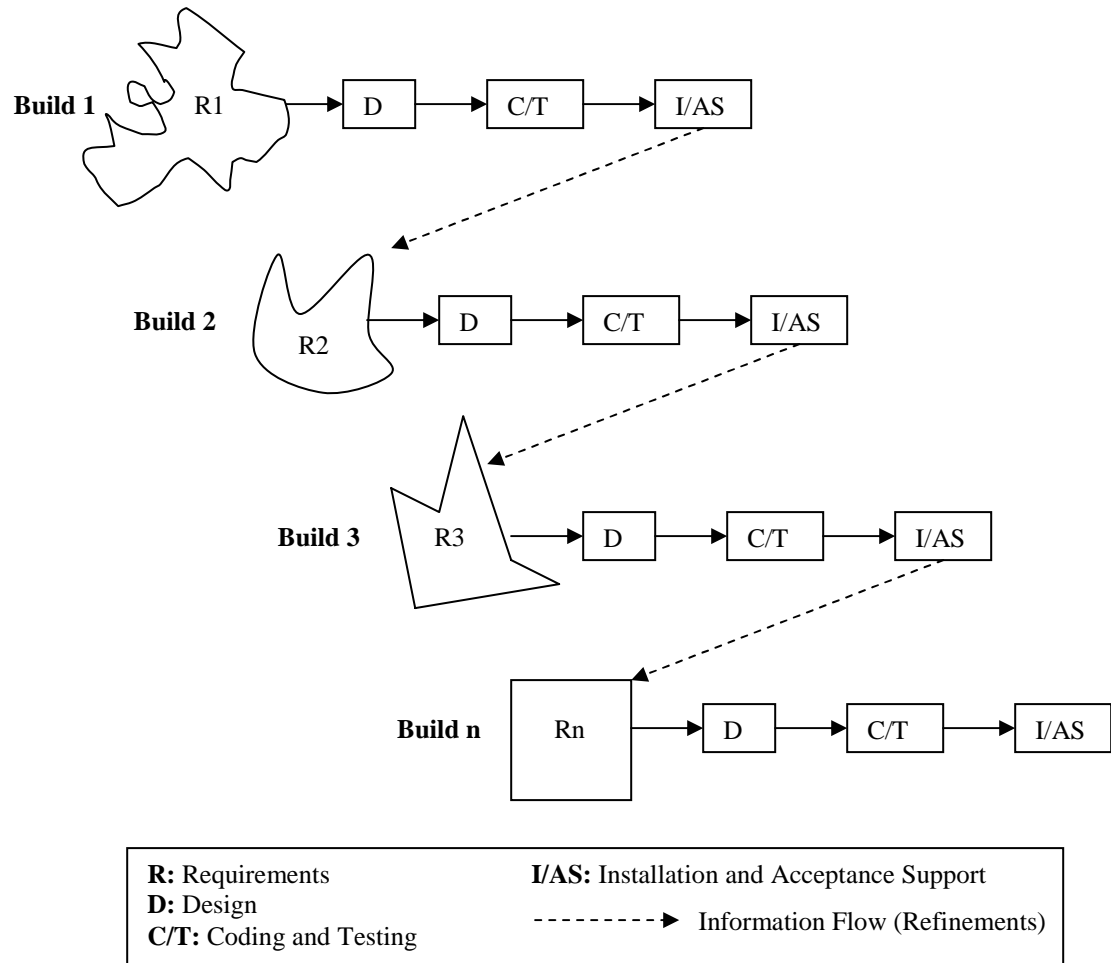 Build 1 R1 D C/T I/AS
Build 2 R2 D C/T I/AS
Build 3 R3 D C/T I/AS
Build n Rn D C/T I/AS
R: Requirements
D: Design
C/T: Coding and Testing
I/AS: Installation and Acceptance Support
Information Flow (Refinements)